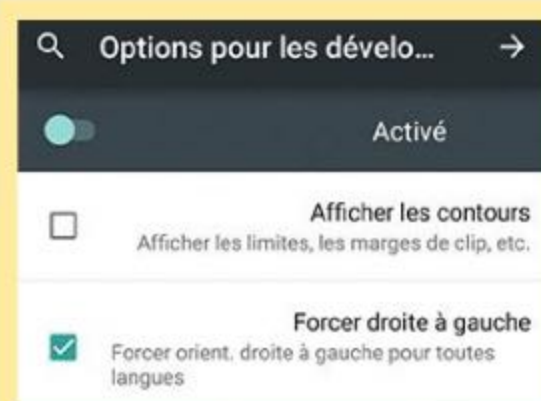 Options pour les dévelo...
Activé
Afficher les contours
Afficher les limites, les marges de clip, etc.
Forcer droite à gauche
Forcer orient. droite à gauche pour toutes
langues